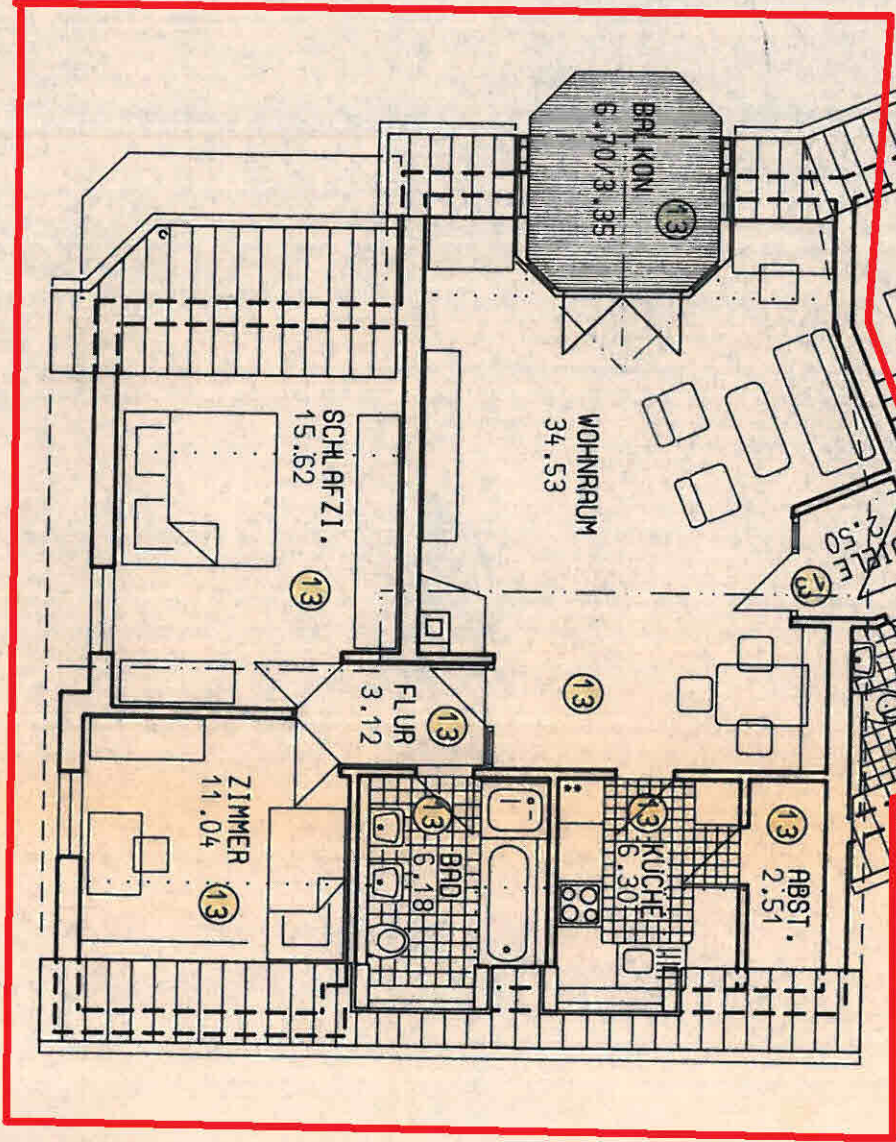 BALKON
6.70/3.35
13
WOHNRAUM
34.53
13
DIELE
2.50
13
SCHLAFZI.
15.62
13
FLUR
3.12
13
ZIMMER
11.04
13
BAD
6.18
13
KÜCHE
6.30
13
ABST.
2.51
13